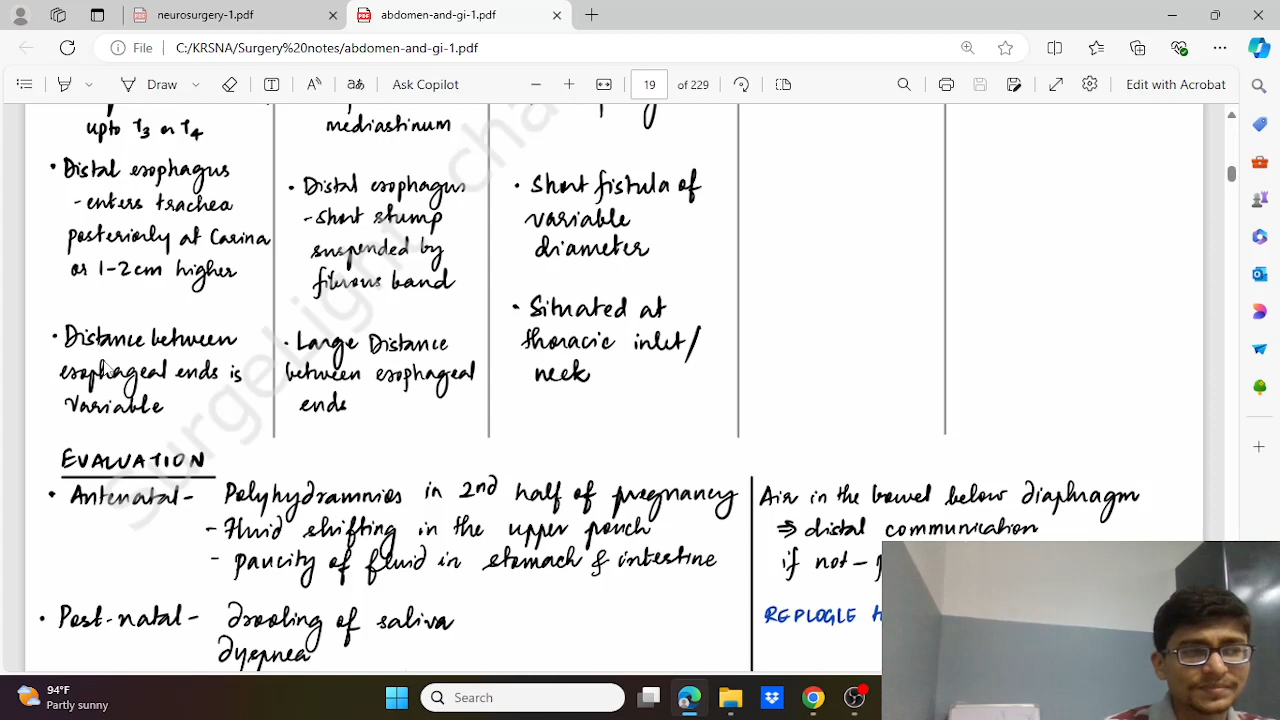 neurosurgery-1.pdf
abdomen-and-gi-1.pdf
File
C:/KRSNA/Surgery%20notes/abdomen-and-gi-1.pdf
Draw
Ask Copilot
19
of 229
Edit with Acrobat
upto T3 or T4
• Distal esophagus
- enters trachea
posteriorly at Carina
or 1-2 cm higher
• Distance between
esophageal ends is
variable
mediastinum
• Distal esophagus
- short stump
suspended by
fibrous band
• Large Distance
between esophageal
ends
• Short fistula of
variable
diameter
• Situated at
thoracic inlet/
neck
EVALUATION
• Antenatal - Polyhydramnios in 2nd half of pregnancy
- Fluid shifting in the upper pouch
- paucity of fluid in stomach & intestine
• Post-natal - drooling of saliva
dyspnea
Air in the bowel below diaphragm
⇒ distal communication
if not -
REPLOGLE
SurgeLight
94°F
Partly sunny
Search